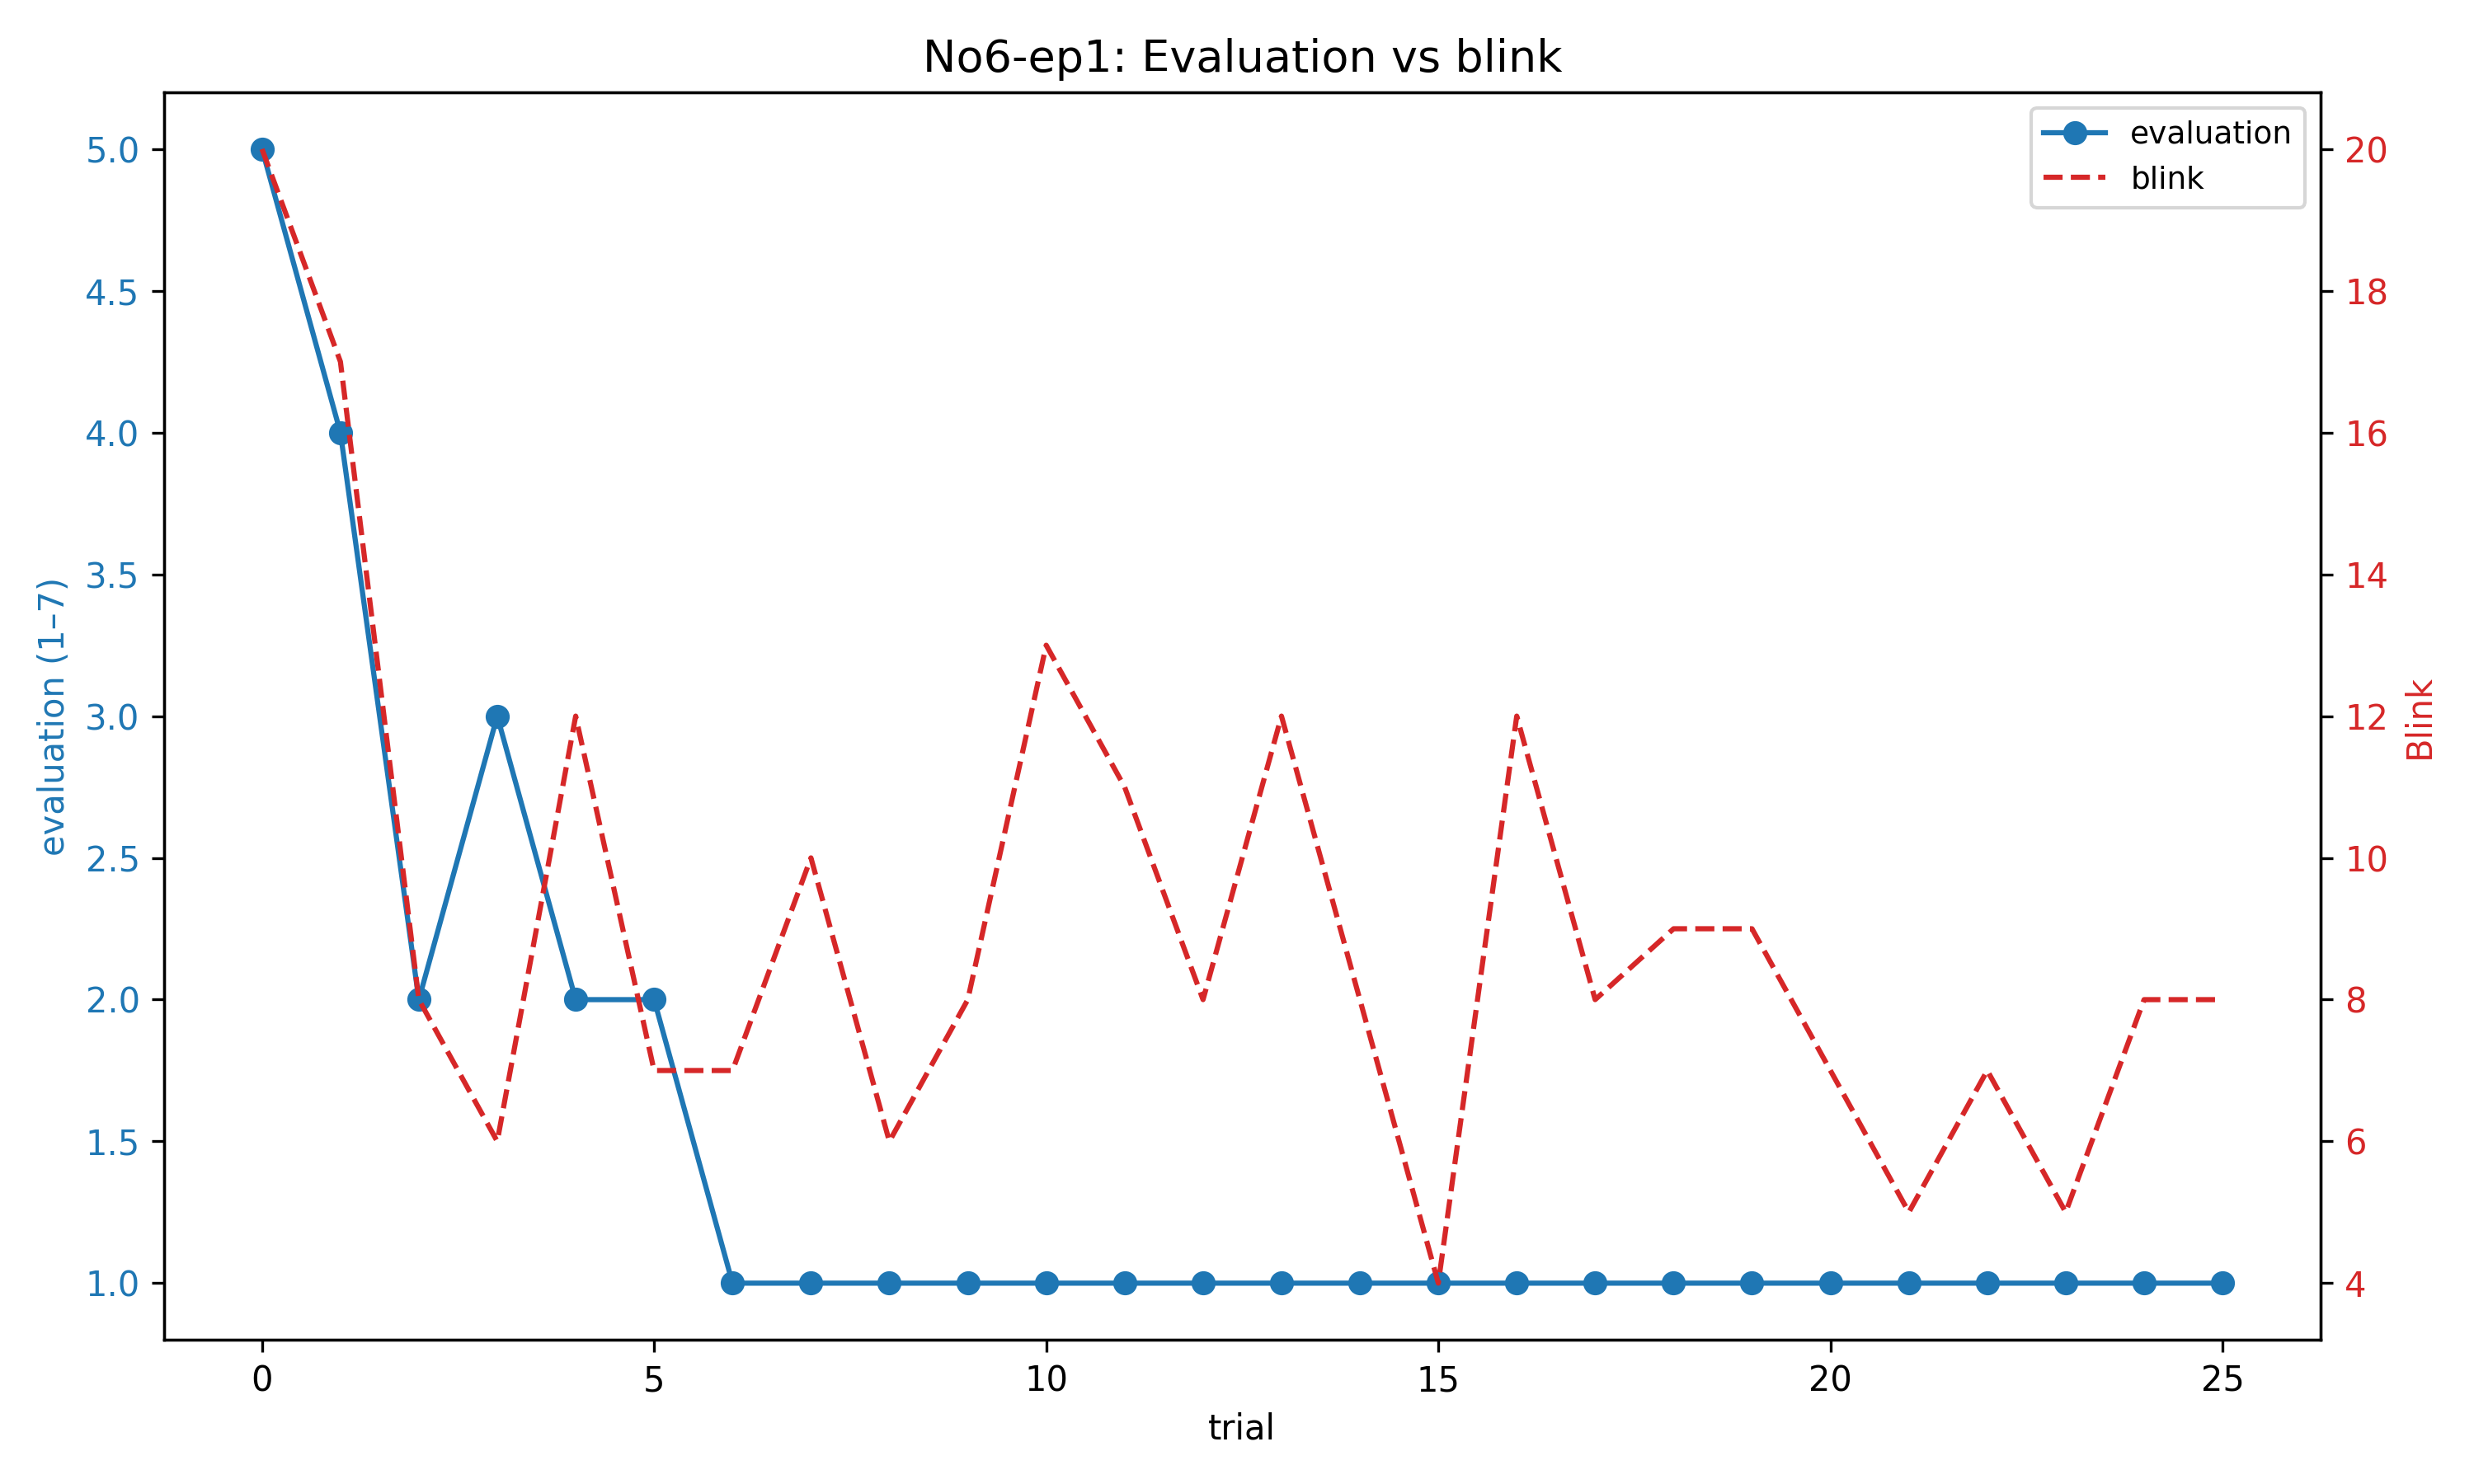 No6-ep1: Evaluation vs blink
evaluation
blink
evaluation (1–7)
5.0
4.5
4.0
3.5
3.0
2.5
2.0
1.5
1.0
20
18
16
14
12
10
8
6
4
Blink
0 5 10 15 20 25
trial